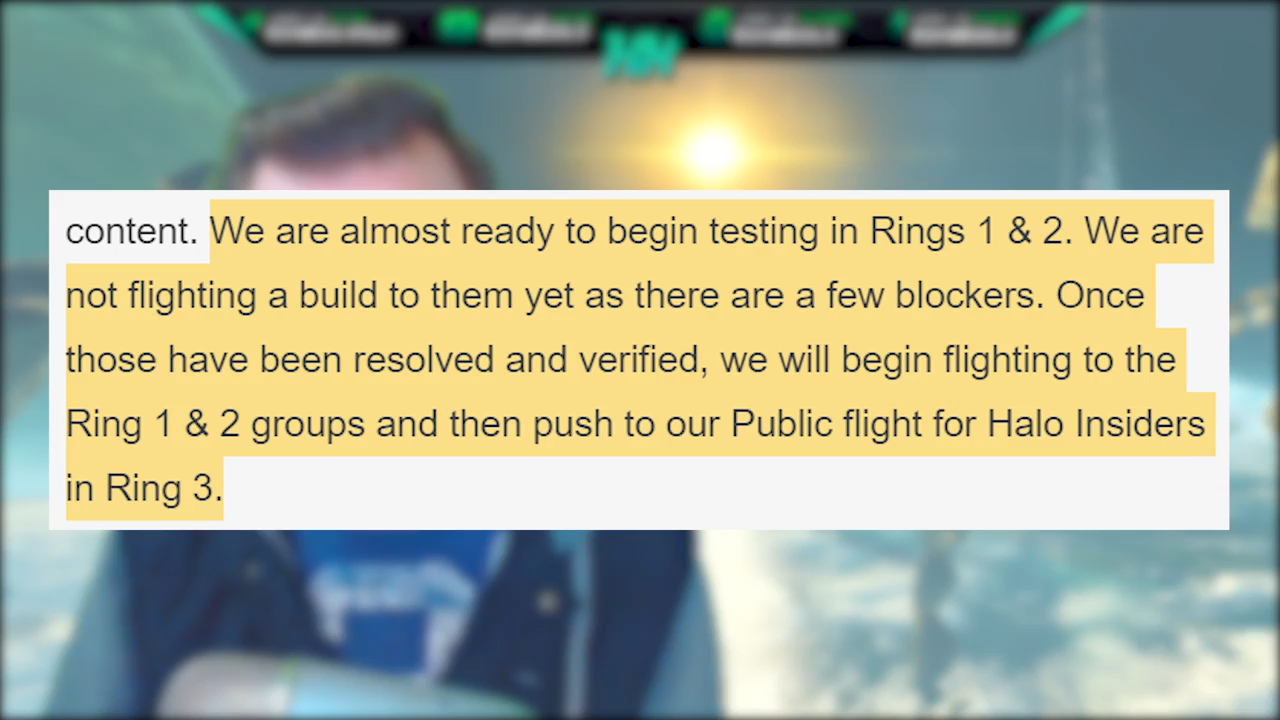 content. We are almost ready to begin testing in Rings 1 & 2. We are
not flighting a build to them yet as there are a few blockers. Once
those have been resolved and verified, we will begin flighting to the
Ring 1 & 2 groups and then push to our Public flight for Halo Insiders
in Ring 3.